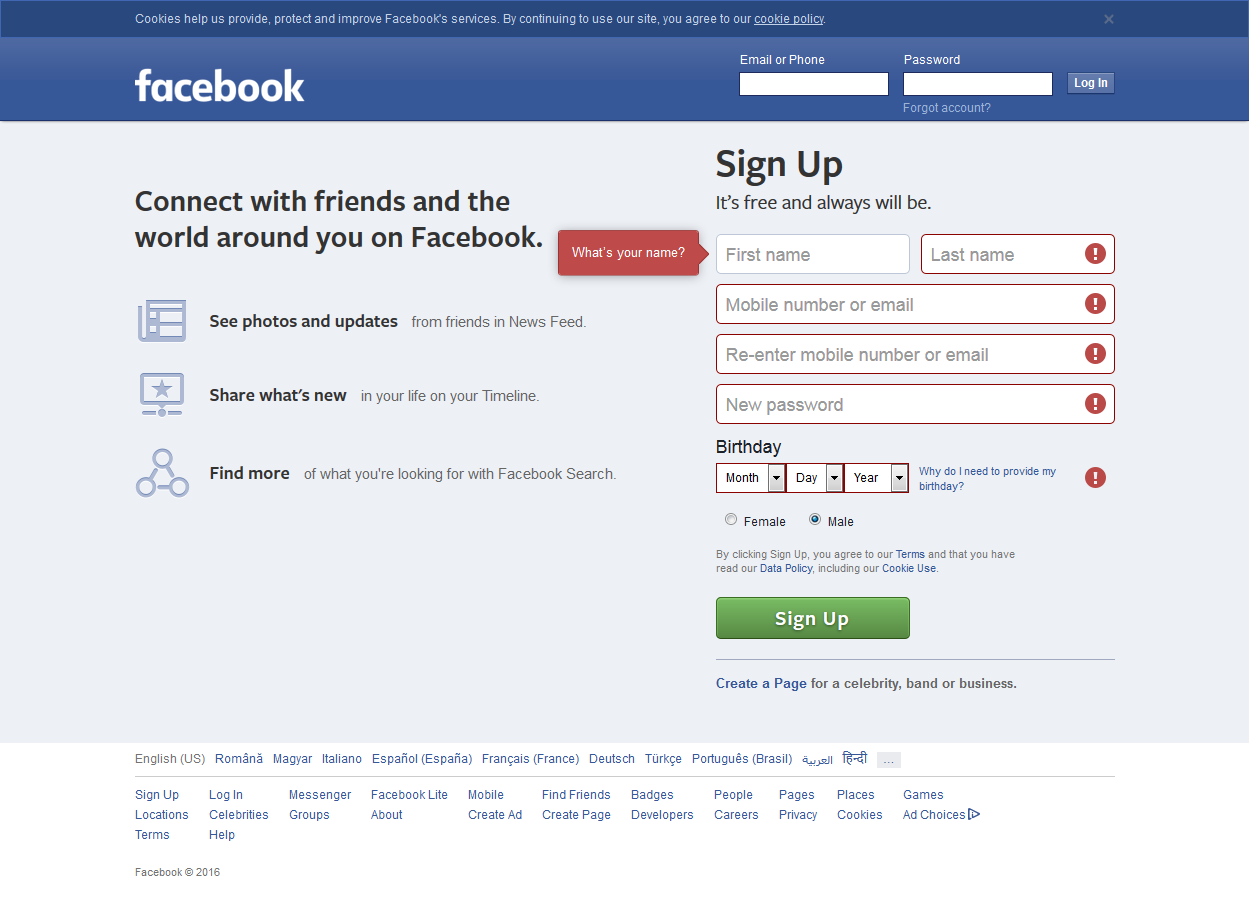 Cookies help us provide, protect and improve Facebook's services. By continuing to use our site, you agree to our cookie policy.
facebook
Email or Phone
Password
Log In
Forgot account?
Connect with friends and the
world around you on Facebook.
See photos and updates from friends in News Feed.
Share what's new in your life on your Timeline.
Find more of what you're looking for with Facebook Search.
Sign Up
It's free and always will be.
What's your name?
First name
Last name
Mobile number or email
Re-enter mobile number or email
New password
Birthday
Month Day Year
Why do I need to provide my
birthday?
Female Male
By clicking Sign Up, you agree to our Terms and that you have
read our Data Policy, including our Cookie Use.
Sign Up
Create a Page for a celebrity, band or business.
English (US) Română Magyar Italiano Español (España) Français (France) Deutsch Türkçe Português (Brasil) العربية हिन्दी ...
Sign Up Log In Messenger Facebook Lite Mobile Find Friends Badges People Pages Places Games
Locations Celebrities Groups About Create Ad Create Page Developers Careers Privacy Cookies Ad Choices
Terms Help
Facebook © 2016